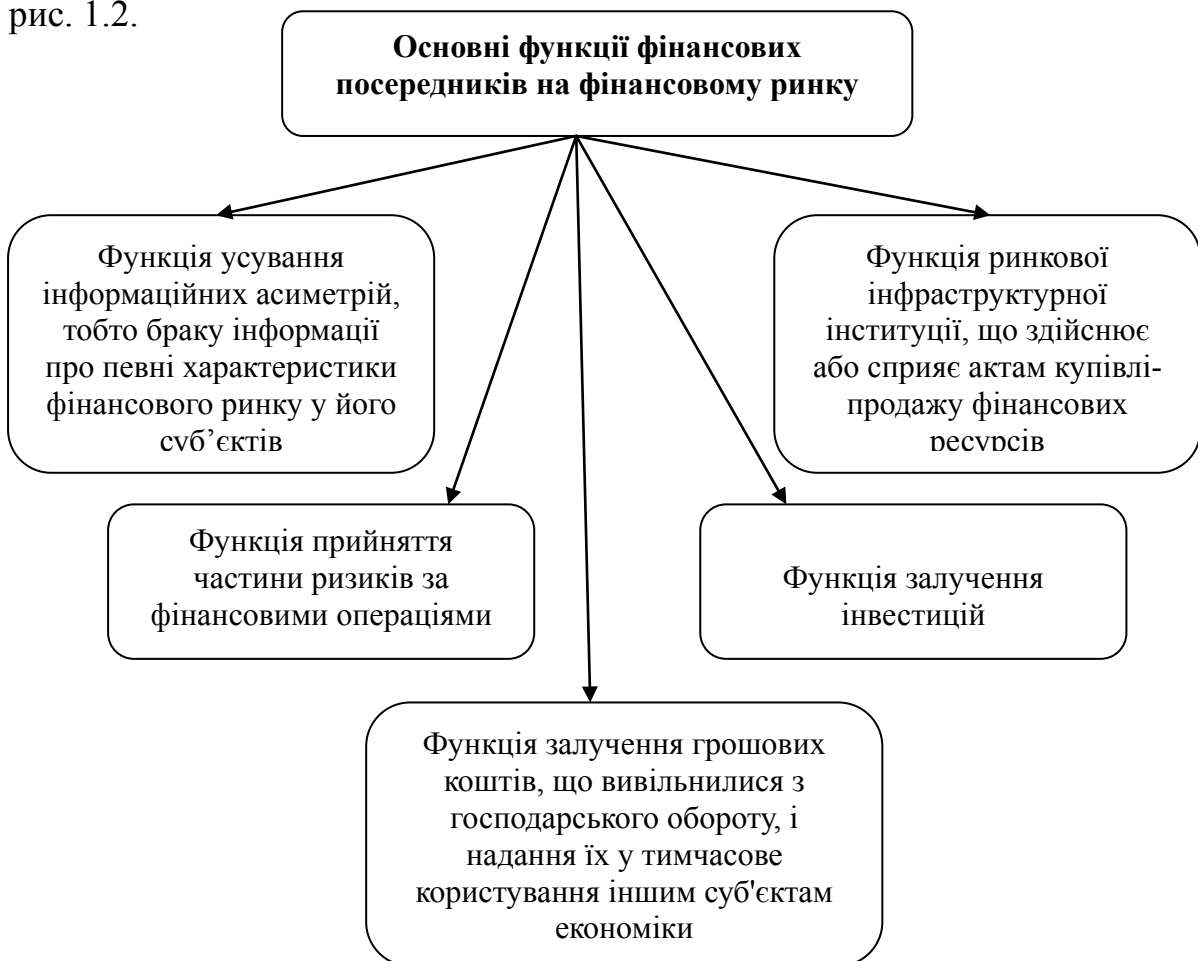 рис. 1.2.
Основні функції фінансових
посередників на фінансовому ринку
Функція усування
інформаційних асиметрій,
тобто браку інформації
про певні характеристики
фінансового ринку у його
суб’єктів
Функція ринкової
інфраструктурної
інституції, що здійснює
або сприяє актам купівлі-
продажу фінансових
ресурсів
Функція прийняття
частини ризиків за
фінансовими операціями
Функція залучення
інвестицій
Функція залучення грошових
коштів, що вивільнилися з
господарського обороту, і
надання їх у тимчасове
користування іншим суб'єктам
економіки